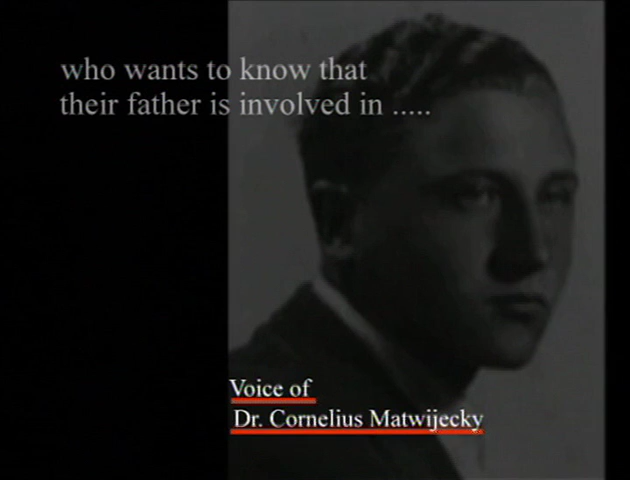 who wants to know that
their father is involved in .....
Voice of
Dr. Cornelius Matwijecky